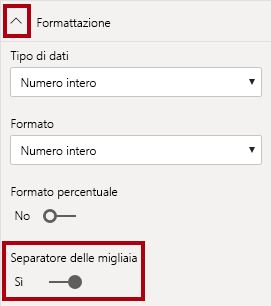 Formattazione
Tipo di dati
Numero intero
Formato
Numero intero
Formato percentuale
No
Separatore delle migliaia
Sì